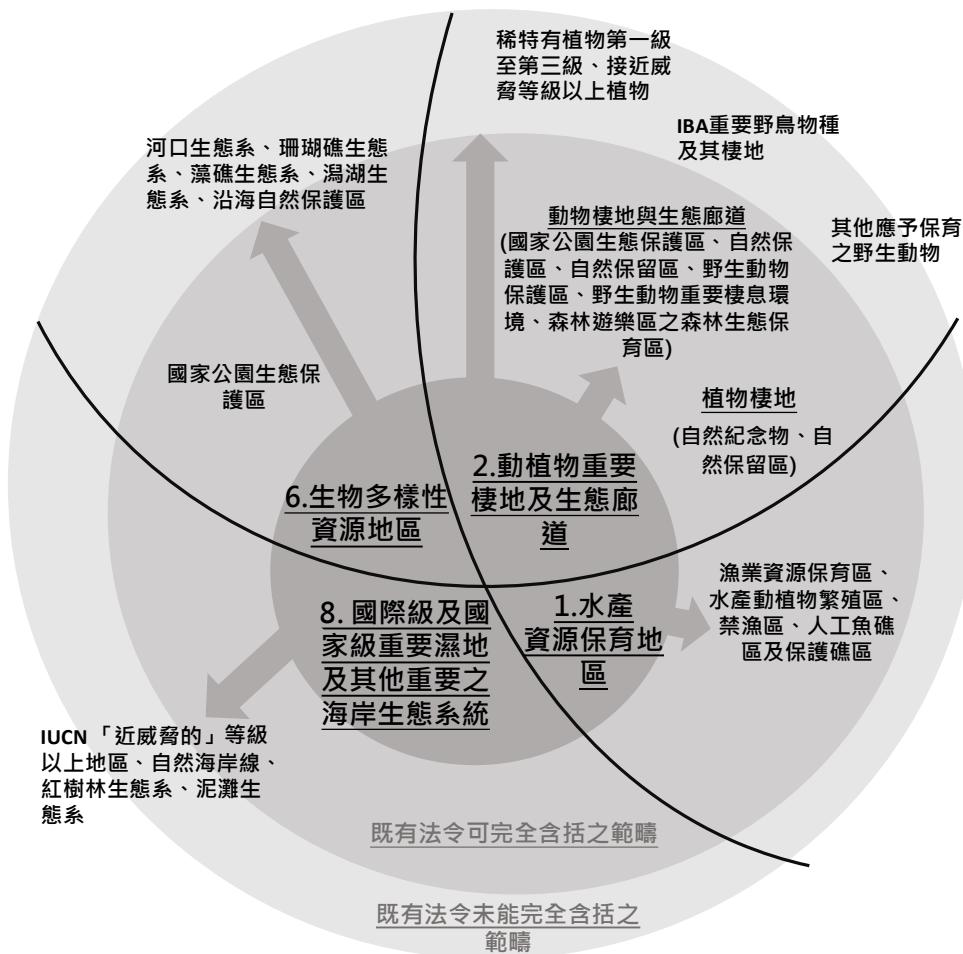 稀特有植物第一級
至第三級、接近威
脅等級以上植物
IBA重要野鳥物種
及其棲地
其他應予保育
之野生動物
河口生態系、珊瑚礁生態
系、藻礁生態系、潟湖生
態系、沿海自然保護區
動物棲地與生態廊道
(國家公園生態保護區、自然保
護區、自然保留區、野生動物
保護區、野生動物重要棲息環
境、森林遊樂區之森林生態保
育區)
國家公園生態保
護區
植物棲地
(自然紀念物、自
然保留區)
6.生物多樣性
資源地區
2.動植物重要
棲地及生態廊
道
8. 國際級及國
家級重要濕地
及其他重要之
海岸生態系統
1.水產
資源保育地
區
漁業資源保育區、
水產動植物繁殖區、
禁漁區、人工魚礁
區及保護礁區
IUCN「近威脅的」等級
以上地區、自然海岸線、
紅樹林生態系、泥灘生
態系
既有法令可完全含括之範疇
既有法令未能完全含括之
範疇